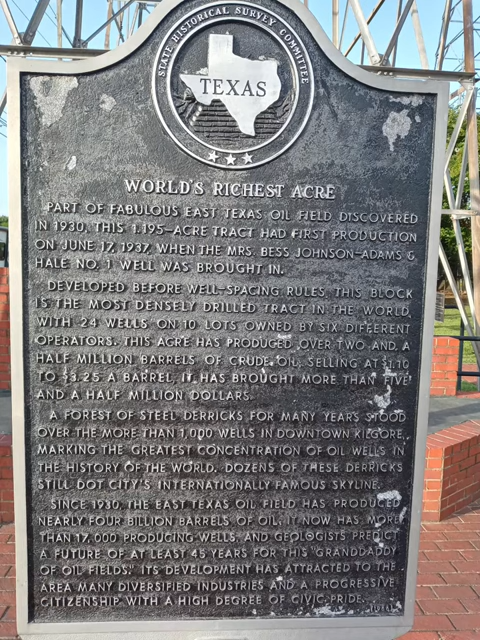 STATE HISTORICAL SURVEY COMMITTEE
TEXAS
WORLD'S RICHEST ACRE
PART OF FABULOUS EAST TEXAS OIL FIELD DISCOVERED
IN 1930. THIS 1.195-ACRE TRACT HAD FIRST PRODUCTION
ON JUNE 17, 1937, WHEN THE MRS. BESS JOHNSON-ADAMS &
HALE NO. 1 WELL WAS BROUGHT IN.
DEVELOPED BEFORE WELL-SPACING RULES, THIS BLOCK
IS THE MOST DENSELY DRILLED TRACT IN THE WORLD,
WITH 24 WELLS ON 10 LOTS OWNED BY SIX DIFFERENT
OPERATORS. THIS ACRE HAS PRODUCED OVER TWO AND A
HALF MILLION BARRELS OF CRUDE OIL; SELLING AT $1.10
TO $3.25 A BARREL, IT HAS BROUGHT MORE THAN FIVE
AND A HALF MILLION DOLLARS.
A FOREST OF STEEL DERRICKS FOR MANY YEARS STOOD
OVER THE MORE THAN 1,000 WELLS IN DOWNTOWN KILGORE,
MARKING THE GREATEST CONCENTRATION OF OIL WELLS IN
THE HISTORY OF THE WORLD. DOZENS OF THESE DERRICKS
STILL DOT CITY'S INTERNATIONALLY FAMOUS SKYLINE.
SINCE 1930, THE EAST TEXAS OIL FIELD HAS PRODUCED
NEARLY FOUR BILLION BARRELS OF OIL. IT NOW HAS MORE
THAN 17,000 PRODUCING WELLS, AND GEOLOGISTS PREDICT
A FUTURE OF AT LEAST 45 YEARS FOR THIS "GRANDDADDY
OF OIL FIELDS." ITS DEVELOPMENT HAS ATTRACTED TO THE
AREA MANY DIVERSIFIED INDUSTRIES AND A PROGRESSIVE
CITIZENSHIP WITH A HIGH DEGREE OF CIVIC PRIDE.